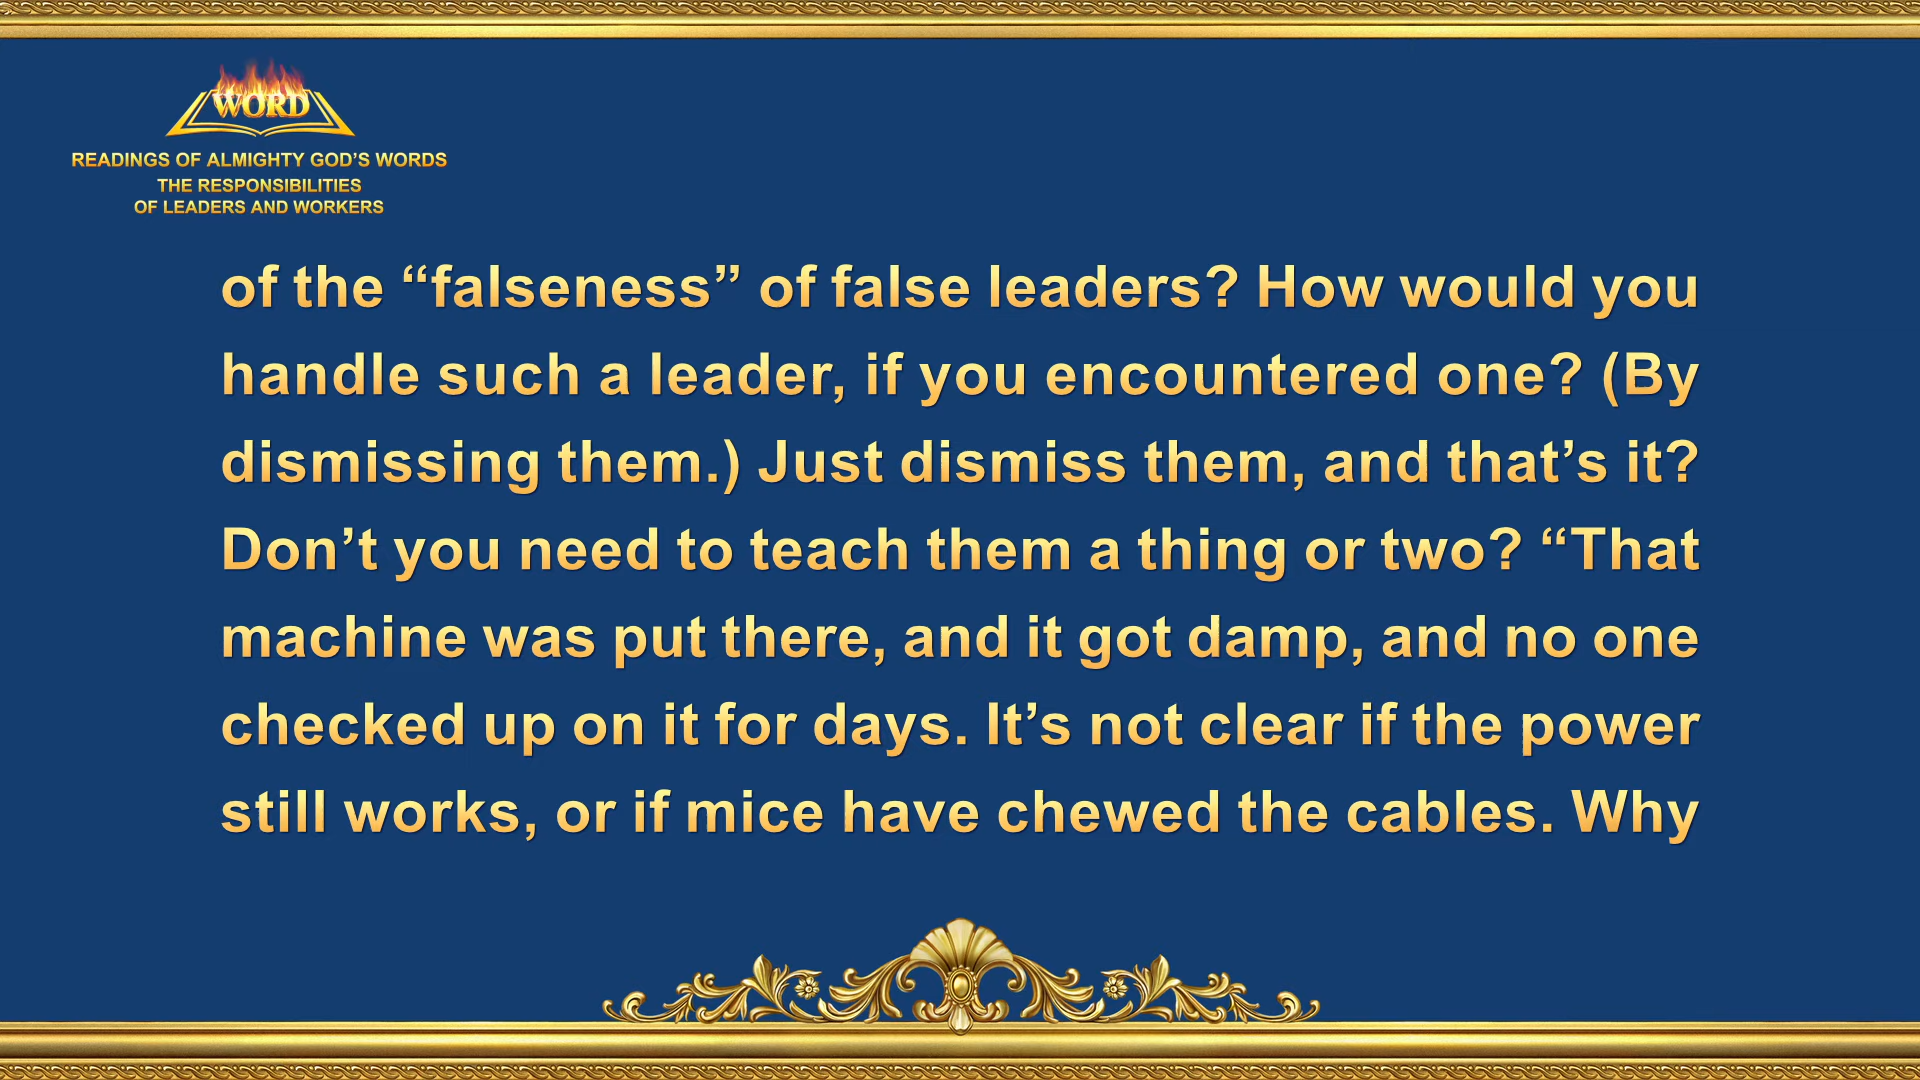 WORD
READINGS OF ALMIGHTY GOD’S WORDS
THE RESPONSIBILITIES
OF LEADERS AND WORKERS
of the “falseness” of false leaders? How would you
handle such a leader, if you encountered one? (By
dismissing them.) Just dismiss them, and that’s it?
Don’t you need to teach them a thing or two? “That
machine was put there, and it got damp, and no one
checked up on it for days. It’s not clear if the power
still works, or if mice have chewed the cables. Why